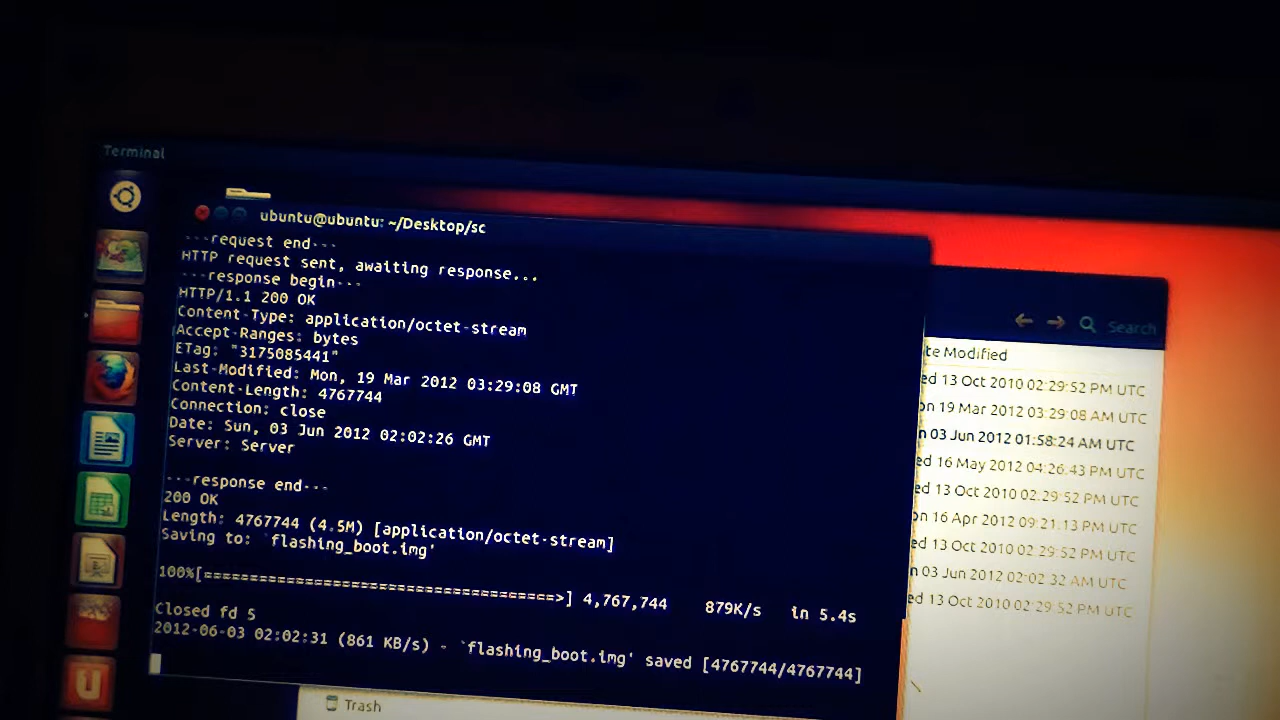 Terminal
ubuntu@ubuntu: ~/Desktop/sc
---request end---
HTTP request sent, awaiting response...
---response begin---
HTTP/1.1 200 OK
Content-Type: application/octet-stream
Accept-Ranges: bytes
ETag: "3175085441"
Last-Modified: Mon, 19 Mar 2012 03:29:08 GMT
Content-Length: 4767744
Connection: close
Date: Sun, 03 Jun 2012 02:02:26 GMT
Server: Server
---response end---
200 OK
Length: 4767744 (4.5M) [application/octet-stream]
Saving to: `flashing_boot.img'
100%[======================================>] 4,767,744 879K/s in 5.4s
Closed fd 5
2012-06-03 02:02:31 (861 KB/s) - `flashing_boot.img' saved [4767744/4767744]
Search
te Modified
ed 13 Oct 2010 02:29:52 PM UTC
on 19 Mar 2012 03:29:08 AM UTC
n 03 Jun 2012 01:58:24 AM UTC
ed 16 May 2012 04:26:43 PM UTC
ed 13 Oct 2010 02:29:52 PM UTC
on 16 Apr 2012 09:21:13 PM UTC
ed 13 Oct 2010 02:29:52 PM UTC
n 03 Jun 2012 02:02:32 AM UTC
ed 13 Oct 2010 02:29:52 PM UTC
Trash